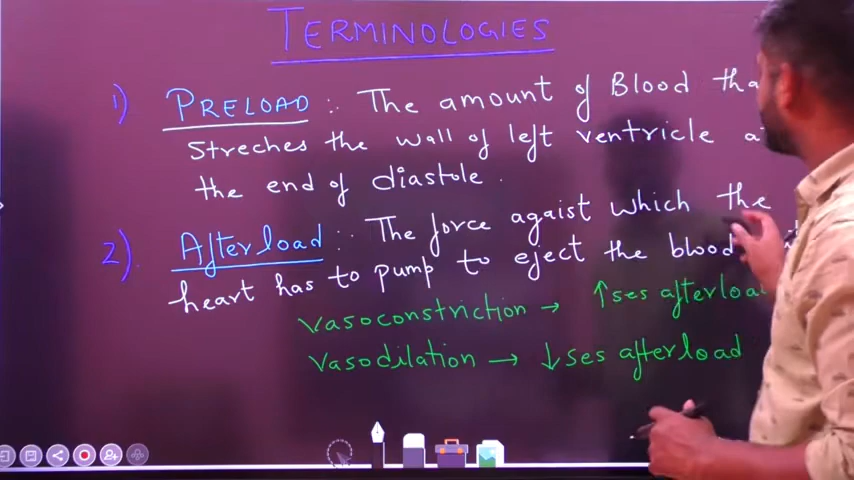 TERMINOLOGIES
1) PRELOAD :- The amount of Blood tha
streches the wall of left ventricle a
the end of diastole.
2) Afterload :- The force agaist which the
heart has to pump to eject the blood
Vasoconstriction → ↑ses afterloa
Vasodilation → ↓ses afterload